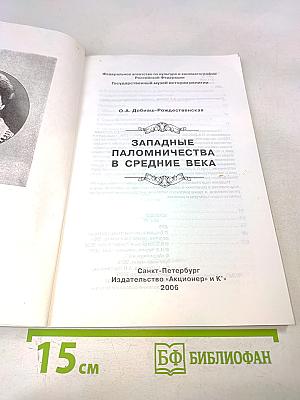 Федеральное агентство по культуре и кинематографии
Российской Федерации
Государственный музей истории религии
О.А. Добиаш-Рождественская
ЗАПАДНЫЕ
ПАЛОМНИЧЕСТВА
В СРЕДНИЕ ВЕКА
Санкт-Петербург
Издательство «Акционер и К°»
2006
15 см
БФ БИБЛИОФАН